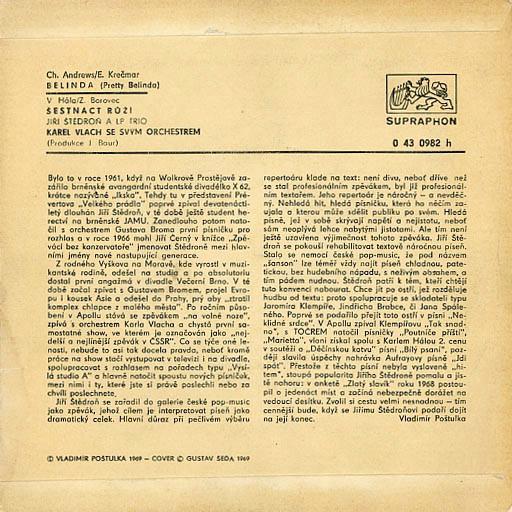 Ch. Andrews/E. Krečmar
BELINDA (Pretty Belinda)
V. Hála/Z. Borovec
ŠESTNÁCT RŮŽÍ
JIŘÍ ŠTĚDROŇ A LP TRIO
KAREL VLACH SE SVÝM ORCHESTREM
(Produkce J. Baur)
SUPRAPHON
0 43 0982 h
Bylo to v roce 1961, když na Wolkrově Prostějově za-
zářilo brněnské avangardní studentské divadélko X 62,
krátce nazývané „Iksko". Tehdy tu v představení Pré-
vertova „Velkého prádla" poprvé zpíval devatenácti-
letý dlouhán Jiří Štědroň, v té době ještě student he-
rectví na brněnské JAMU. Zanedlouho potom nato-
čil s orchestrem Gustava Broma první písničku pro
rozhlas a v roce 1966 mohl Jiří Černý v knížce „Zpě-
váci bez konzervatoře" jmenovat Štědroně mezi hlav-
ními jmény nové nastupující generace.
Z rodného Vyškova na Moravě, kde vyrostl v muzi-
kantské rodině, odešel na studia a po absolutoriu
dostal první angažmá v divadle Večerní Brno. V té
době začal zpívat s Gustavem Bromem, projel Evro-
pu i kousek Asie a odešel do Prahy, prý aby „ztratil
komplex chlapce z malého města". Po ročním půso-
bení v Apollu stává se zpěvákem „na volné noze",
zpívá s orchestrem Karla Vlacha a chystá první sa-
mostatné show, ve kterém je označován jako „nej-
delší a nejlínější zpěvák v ČSSR". Co se týče oné le-
nosti, nebude to asi tak docela pravda, neboť kromě
práce na show stačí vystupovat v televizi i na divadle,
spolupracovat s rozhlasem na pořadech typu „Vysí-
lá studio A" a hlavně natočit spoustu nových písniček,
mezi nimi i ty, které jste si právě poslechli nebo za
chvíli poslechnete.
Jiří Štědroň se zařadil do galerie české pop-music
jako zpěvák, jehož cílem je interpretovat píseň jako
dramatický celek. Hlavní důraz při pečlivém výběru
repertoáru klade na text: není divu, neboť dříve než
se stal profesionálním zpěvákem, byl již profesionál-
ním textařem. Jeho repertoár je náročný – a nevděč-
ný. Nehledá hit, hledá písničku, která ho něčím za-
ujala a kterou může sdělit publiku po svém. Hledá
písně, jež v sobě skrývají napětí a nejistotu, neboť
sám neoplývá lehce nabytými jistotami. Ale tím není
ještě uzavřena výjimečnost tohoto zpěváka. Jiří Ště-
droň se pokouší rehabilitovat textově náročnou píseň.
Stalo se nemocí české pop-music, že pod názvem
„šanson" lze téměř vždy najít píseň chladnou, pate-
tickou, bez hudebního nápadu, s neživým obsahem, a
tím pádem nudnou. Štědroň patří k těm, kteří chtějí
tuto konvenci nabourat. Chce jít po ostří, jež rozděluje
hudbu od textu: proto spolupracuje se skladateli typu
Jaromíra Klempíře, Jindřicha Brabce, či Jana Spále-
ného. Poprvé se podařilo přejít toto ostří v písni „Ne-
klidné srdce". V Apollu zpíval Klempířovu „Tak snad-
no", s TOČREM natočil písničky „Poutníče příští",
„Marietto", vloni získal spolu s Karlem Hálou 2. cenu
v soutěži o „Děčínskou kotvu" písní „Bílý psaní", poz-
ději slavila úspěchy nahrávka Aufrayovy písně „Jdi
spát". Přestože z těchto písní nebyla vysloveně „hi-
tem", stoupá popularita Jiřího Štědroně pomalu a jis-
tě nahoru: v anketě „Zlatý slavík" roku 1968 postou-
pil o jedenáct míst a začíná nebezpečně dorážet na
vedoucí desítku. Zvolil si cestu velmi nesnadnou – tím
cennější bude, když se Jiřímu Štědroňovi podaří dojít
na její konec. Vladimír Poštulka
© VLADIMÍR POŠTULKA 1969 – COVER © GUSTAV ŠEDA 1969